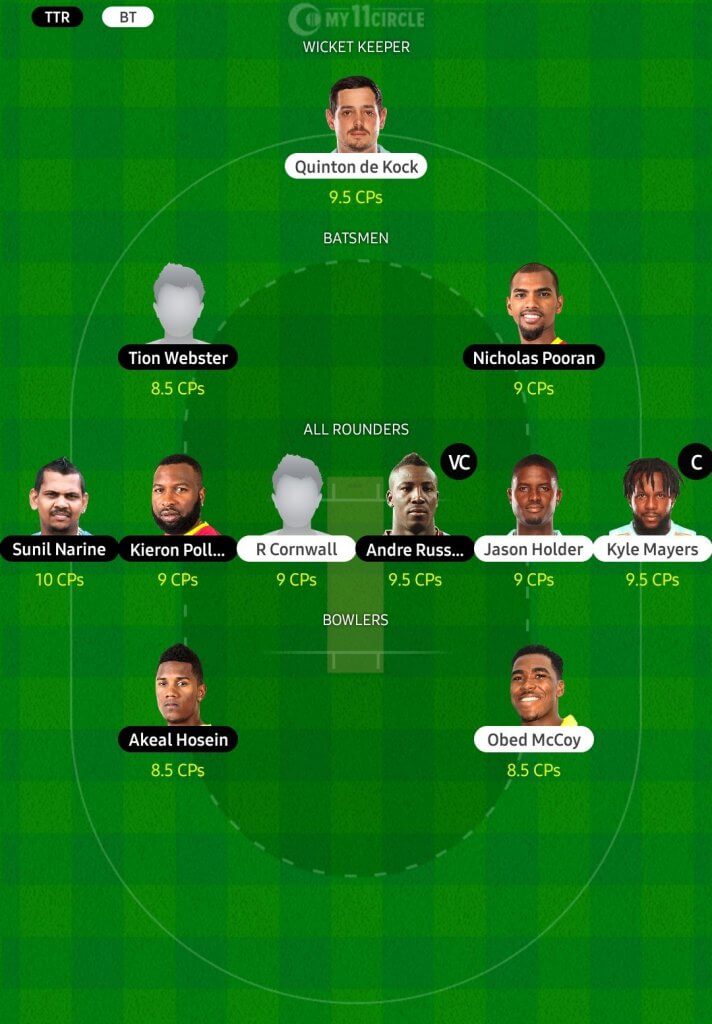 TTR BT
MY11CIRCLE
WICKET KEEPER
Quinton de Kock
9.5 CPs
BATSMEN
Tion Webster Nicholas Pooran
8.5 CPs 9 CPs
ALL ROUNDERS
VC C
Sunil Narine Kieron Poll... R Cornwall Andre Russ... Jason Holder Kyle Mayers
10 CPs 9 CPs 9 CPs 9.5 CPs 9 CPs 9.5 CPs
BOWLERS
Akeal Hosein Obed McCoy
8.5 CPs 8.5 CPs